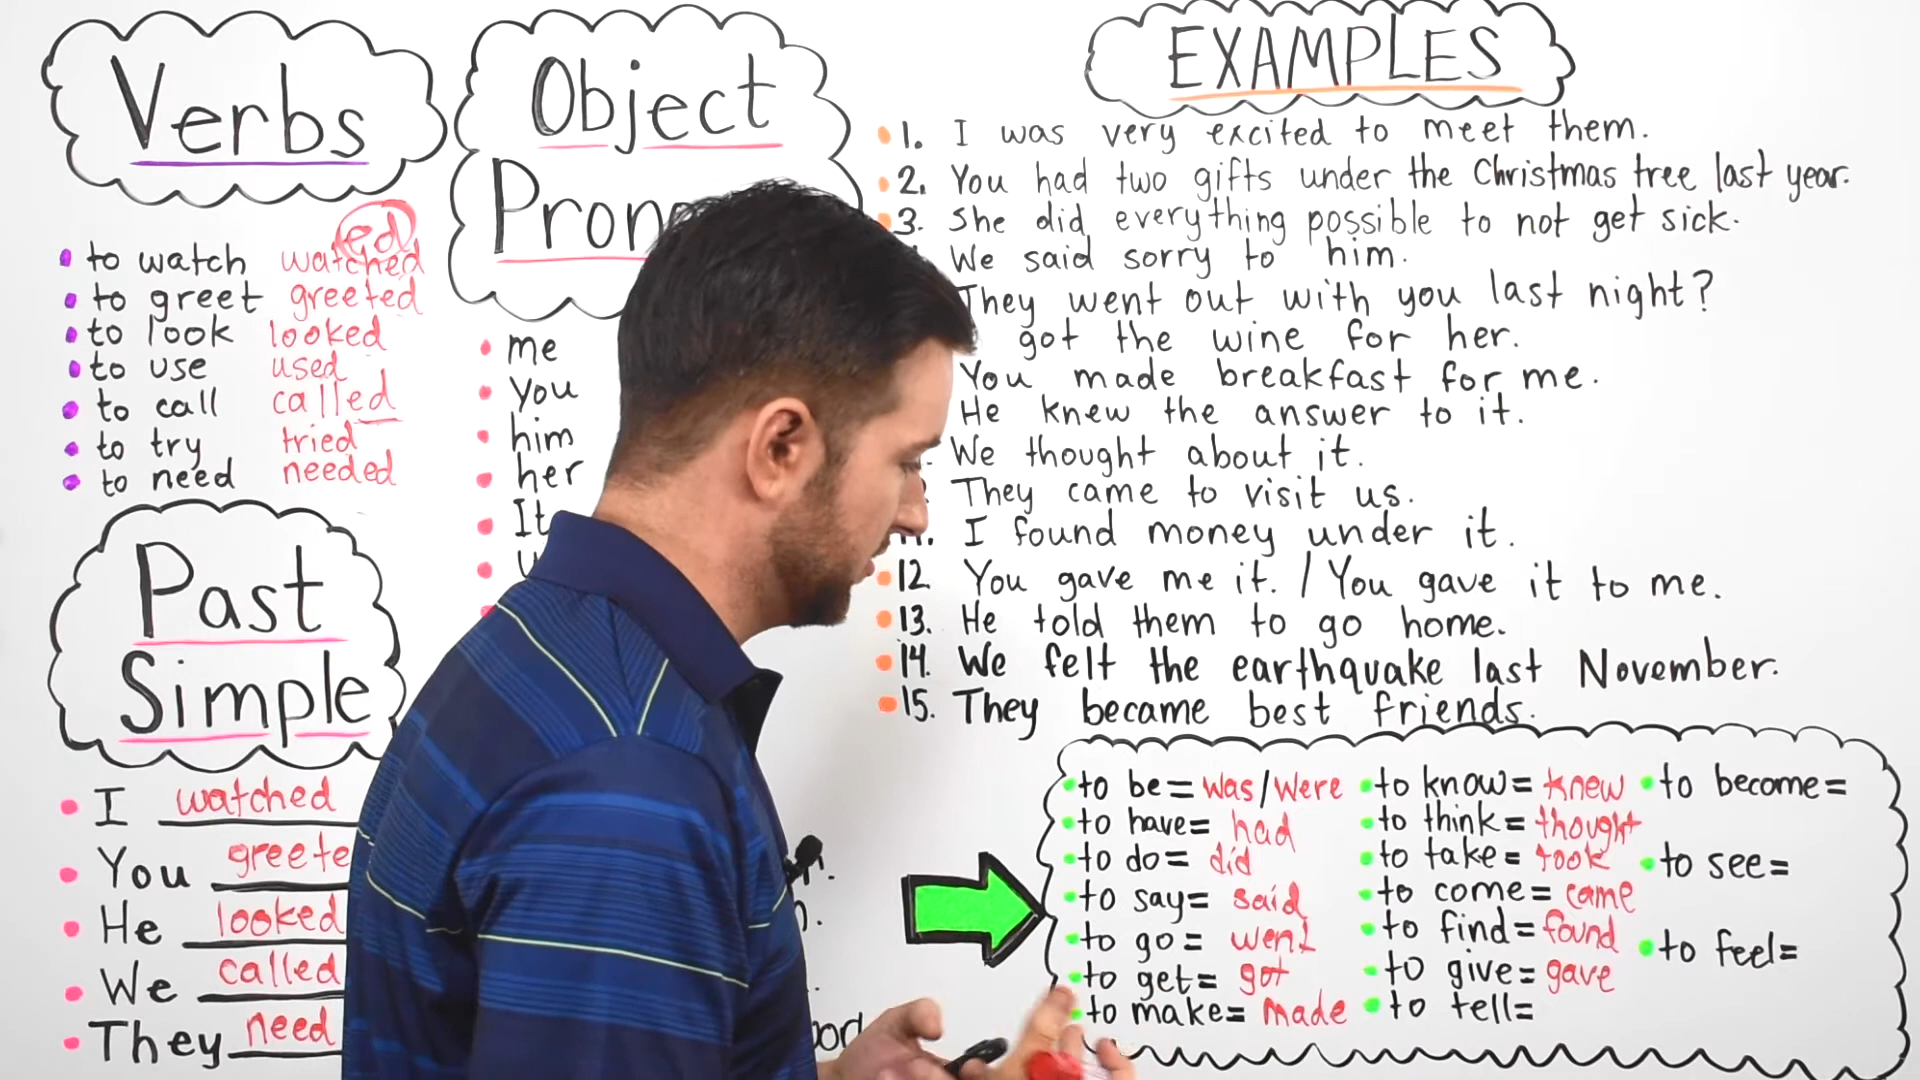 Verbs
ed
to watch watched
to greet greeted
to look looked
to use used
to call called
to try tried
to need needed
Past
Simple
I watched
You greete
He looked
We called
They need
Object
Pron
me
you
him
her
It
EXAMPLES
1. I was very excited to meet them.
2. You had two gifts under the Christmas tree last year.
3. She did everything possible to not get sick.
We said sorry to him.
They went out with you last night?
got the wine for her.
You made breakfast for me.
He knew the answer to it.
We thought about it.
They came to visit us.
11. I found money under it.
12. You gave me it. / You gave it to me.
13. He told them to go home.
14. We felt the earthquake last November.
15. They became best friends.
to be = was/were
to have = had
to do = did
to say = said
to go = went
to get = got
to make = made
to know = knew
to think = thought
to take = took
to come = came
to find = found
to give = gave
to tell =
to become =
to see =
to feel =